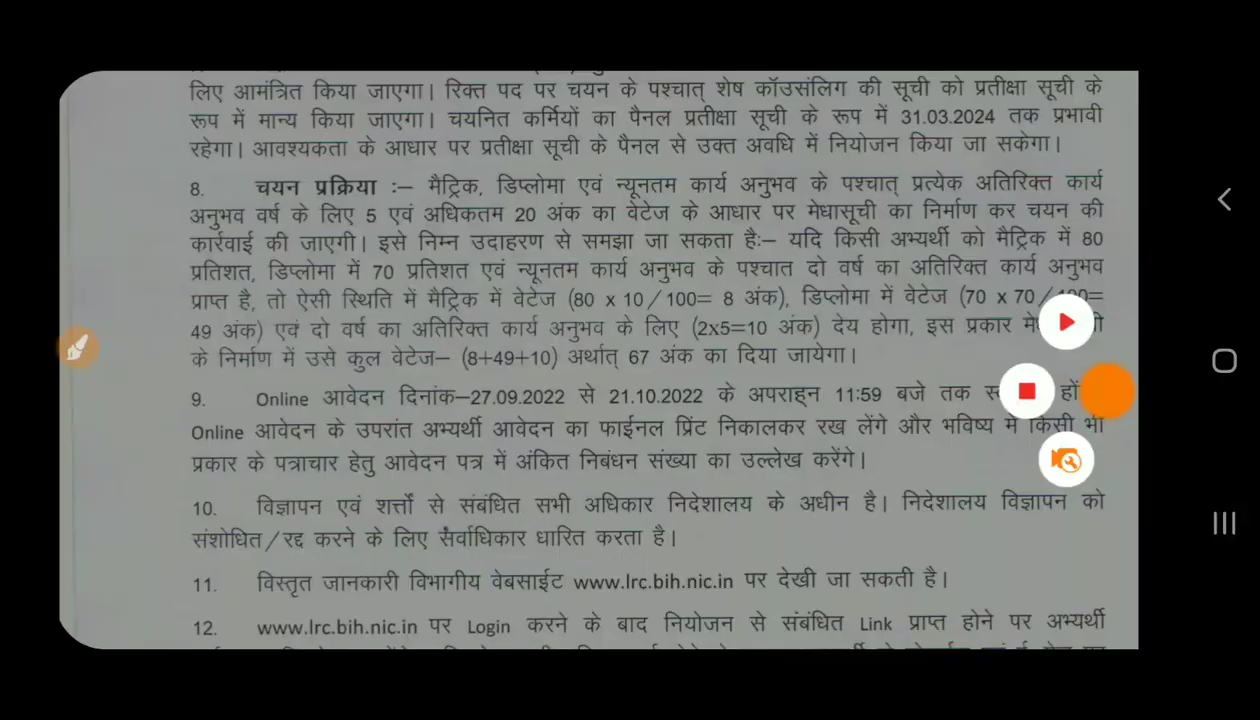 लिए आमंत्रित किया जाएगा। रिक्त पद पर चयन के पश्चात् शेष कॉउसंलिग की सूची को प्रतीक्षा सूची के
रूप में मान्य किया जाएगा। चयनित कर्मियों का पैनल प्रतीक्षा सूची के रूप में 31.03.2024 तक प्रभावी
रहेगा। आवश्यकता के आधार पर प्रतीक्षा सूची के पैनल से उक्त अवधि में नियोजन किया जा सकेगा।
8. चयन प्रक्रिया :– मैट्रिक, डिप्लोमा एवं न्यूनतम कार्य अनुभव के पश्चात् प्रत्येक अतिरिक्त कार्य
अनुभव वर्ष के लिए 5 एवं अधिकतम 20 अंक का वेटेज के आधार पर मेधासूची का निर्माण कर चयन की
कार्रवाई की जाएगी। इसे निम्न उदाहरण से समझा जा सकता है:– यदि किसी अभ्यर्थी को मैट्रिक में 80
प्रतिशत, डिप्लोमा में 70 प्रतिशत एवं न्यूनतम कार्य अनुभव के पश्चात दो वर्ष का अतिरिक्त कार्य अनुभव
प्राप्त है, तो ऐसी स्थिति में मैट्रिक में वेटेज (80 x 10/100= 8 अंक), डिप्लोमा में वेटेज (70 x 70/100=
49 अंक) एवं दो वर्ष का अतिरिक्त कार्य अनुभव के लिए (2x5=10 अंक) देय होगा, इस प्रकार
के निर्माण में उसे कुल वेटेज– (8+49+10) अर्थात् 67 अंक का दिया जायेगा।
9. Online आवेदन दिनांक–27.09.2022 से 21.10.2022 के अपराह्न 11:59 बजे तक
Online आवेदन के उपरांत अभ्यर्थी आवेदन का फाईनल प्रिंट निकालकर रख लेंगे और भविष्य में किसी भी
प्रकार के पत्राचार हेतु आवेदन पत्र में अंकित निबंधन संख्या का उल्लेख करेंगे।
10. विज्ञापन एवं शर्त्तों से संबंधित सभी अधिकार निदेशालय के अधीन है। निदेशालय विज्ञापन को
संशोधित/रद्द करने के लिए सर्वाधिकार धारित करता है।
11. विस्तृत जानकारी विभागीय वेबसाईट www.lrc.bih.nic.in पर देखी जा सकती है।
12. www.lrc.bih.nic.in पर Login करने के बाद नियोजन से संबंधित Link प्राप्त होने पर अभ्यर्थी